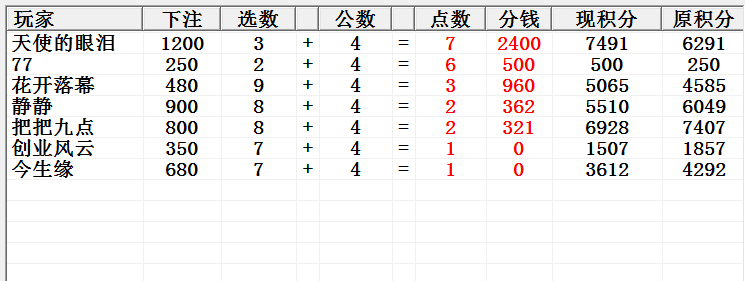 玩家 下注 选数 公数 点数 分钱 现积分 原积分
天使的眼泪 1200 3 + 4 = 7 2400 7491 6291
77 250 2 + 4 = 6 500 500 250
花开落幕 480 9 + 4 = 3 960 5065 4585
静静 900 8 + 4 = 2 362 5510 6049
把把九点 800 8 + 4 = 2 321 6928 7407
创业风云 350 7 + 4 = 1 0 1507 1857
今生缘 680 7 + 4 = 1 0 3612 4292